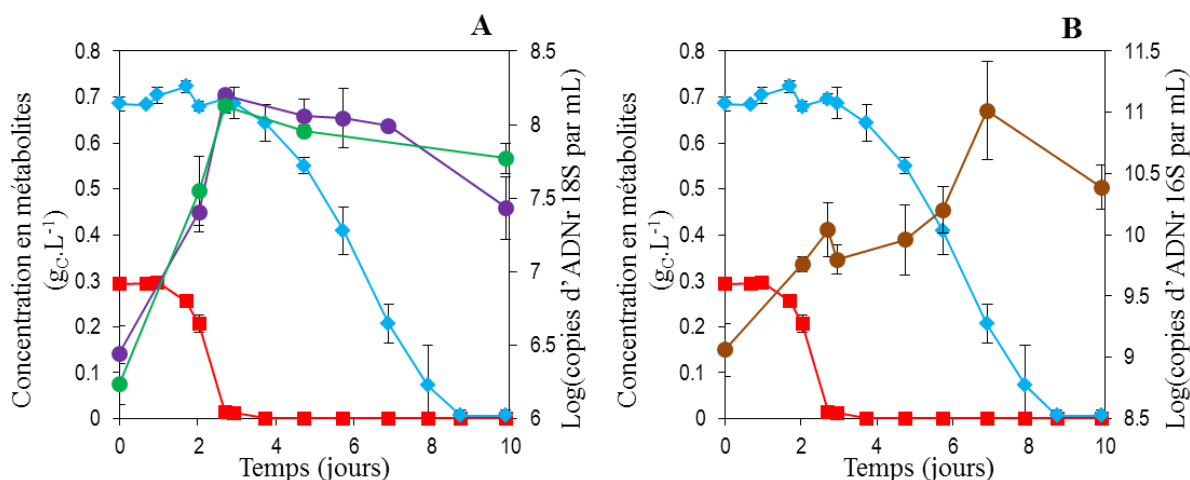 A
Concentration en métabolites
(g_C.L⁻¹)
0.8
0.7
0.6
0.5
0.4
0.3
0.2
0.1
0
8.5
8
7.5
7
6.5
6
Log(copies d’ADNr 18S par mL)
0 2 4 6 8 10
Temps (jours)
B
Concentration en métabolites
(g_C.L⁻¹)
0.8
0.7
0.6
0.5
0.4
0.3
0.2
0.1
0
11.5
11
10.5
10
9.5
9
8.5
Log(copies d’ADNr 16S par mL)
0 2 4 6 8 10
Temps (jours)